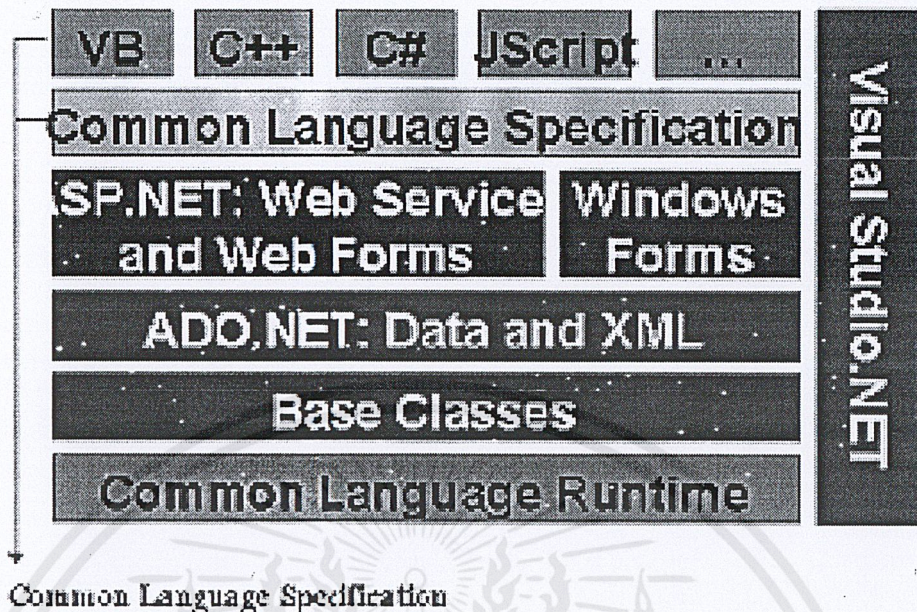 VB C++ C# JScript ...
Common Language Specification
SP.NET: Web Service Windows
and Web Forms Forms
ADO.NET: Data and XML
Base Classes
Common Language Runtime
Visual Studio.NET
Common Language Specification